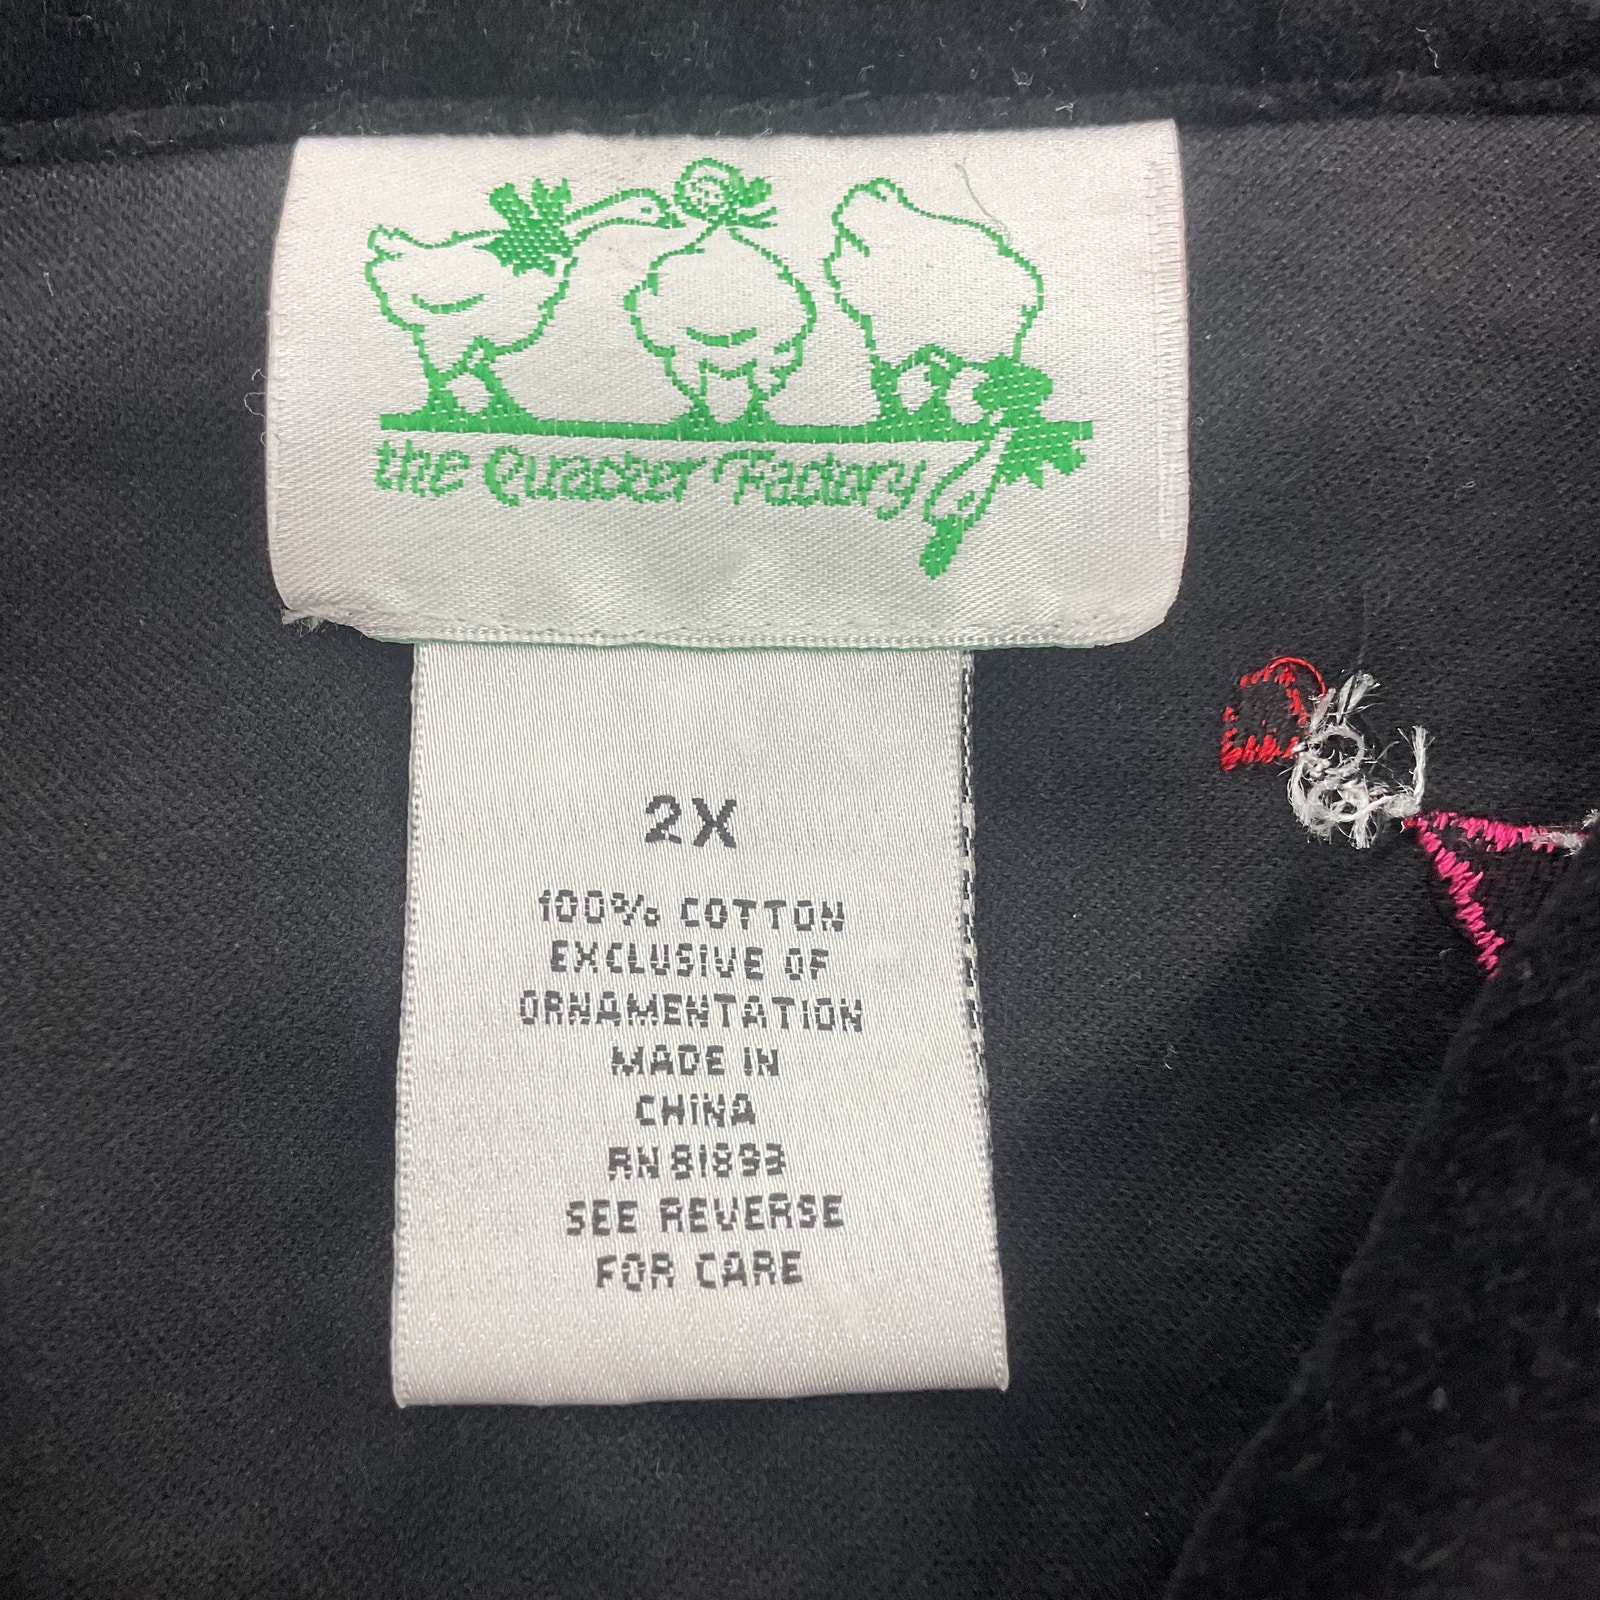 the Quacker Factory
2X
100% COTTON
EXCLUSIVE OF
ORNAMENTATION
MADE IN
CHINA
RN 81893
SEE REVERSE
FOR CARE